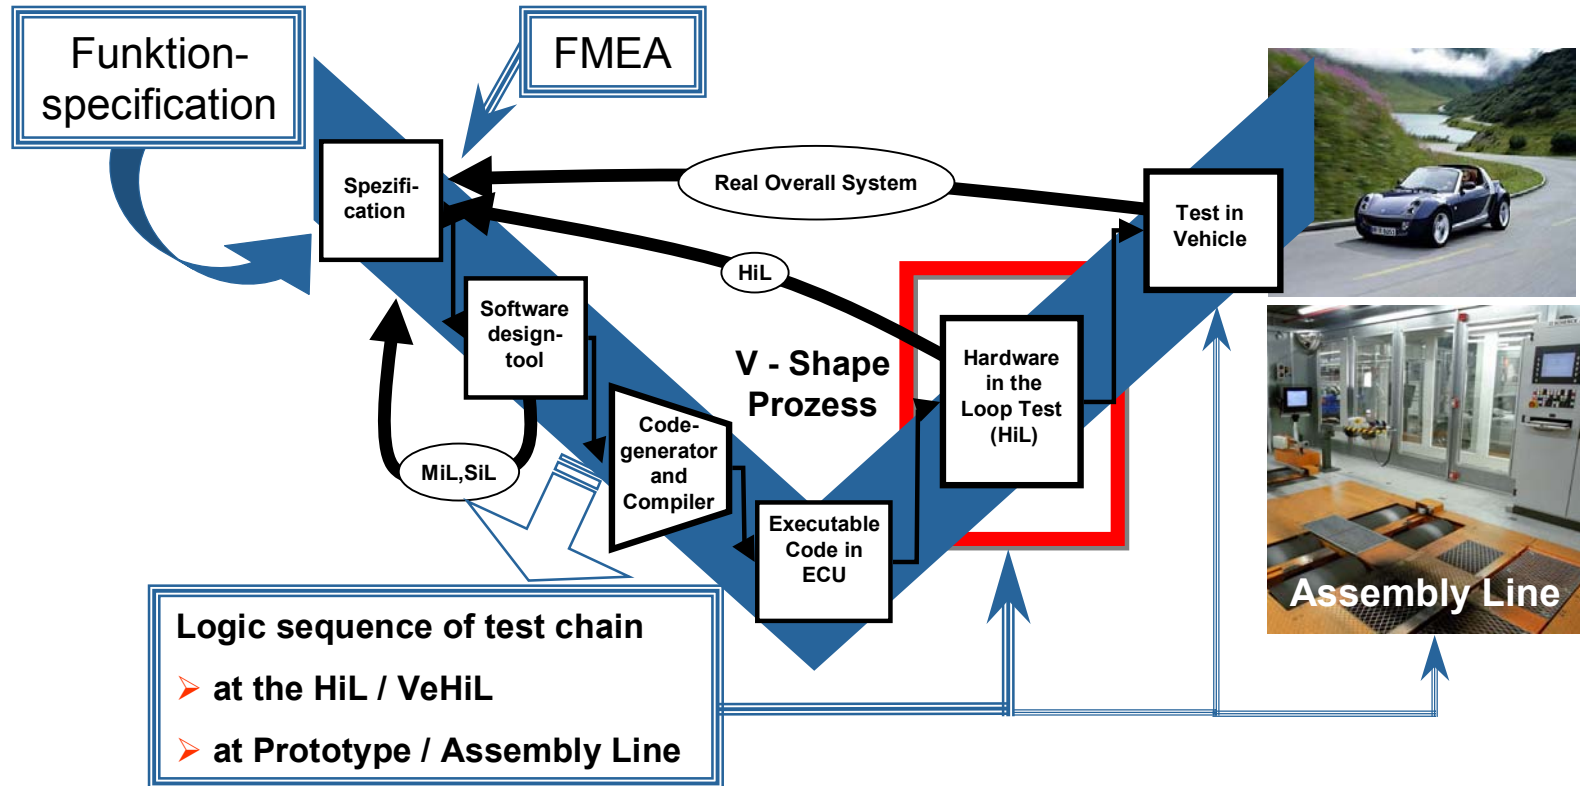 Funktion-
specification
FMEA
Spezifi-
cation
Real Overall System
Test in
Vehicle
HiL
Software
design-
tool
V - Shape
Prozess
Hardware
in the
Loop Test
(HiL)
Code-
generator
and
Compiler
MiL,SiL
Executable
Code in
ECU
Assembly Line
Logic sequence of test chain
➢ at the HiL / VeHiL
➢ at Prototype / Assembly Line